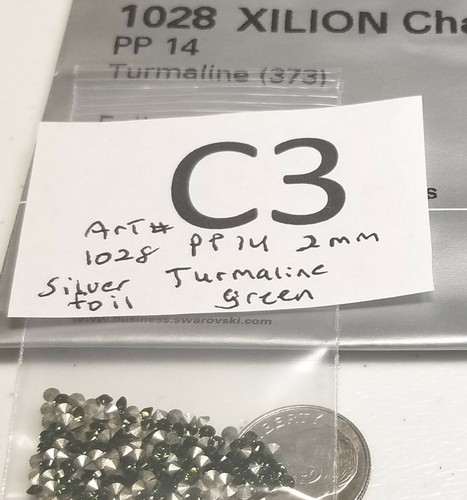 1028 XILION Cha
PP 14
Turmaline (373)
C3
ArT#
1028 PP14 2mm
Silver Turmaline
foil green
www.business.swarovski.com